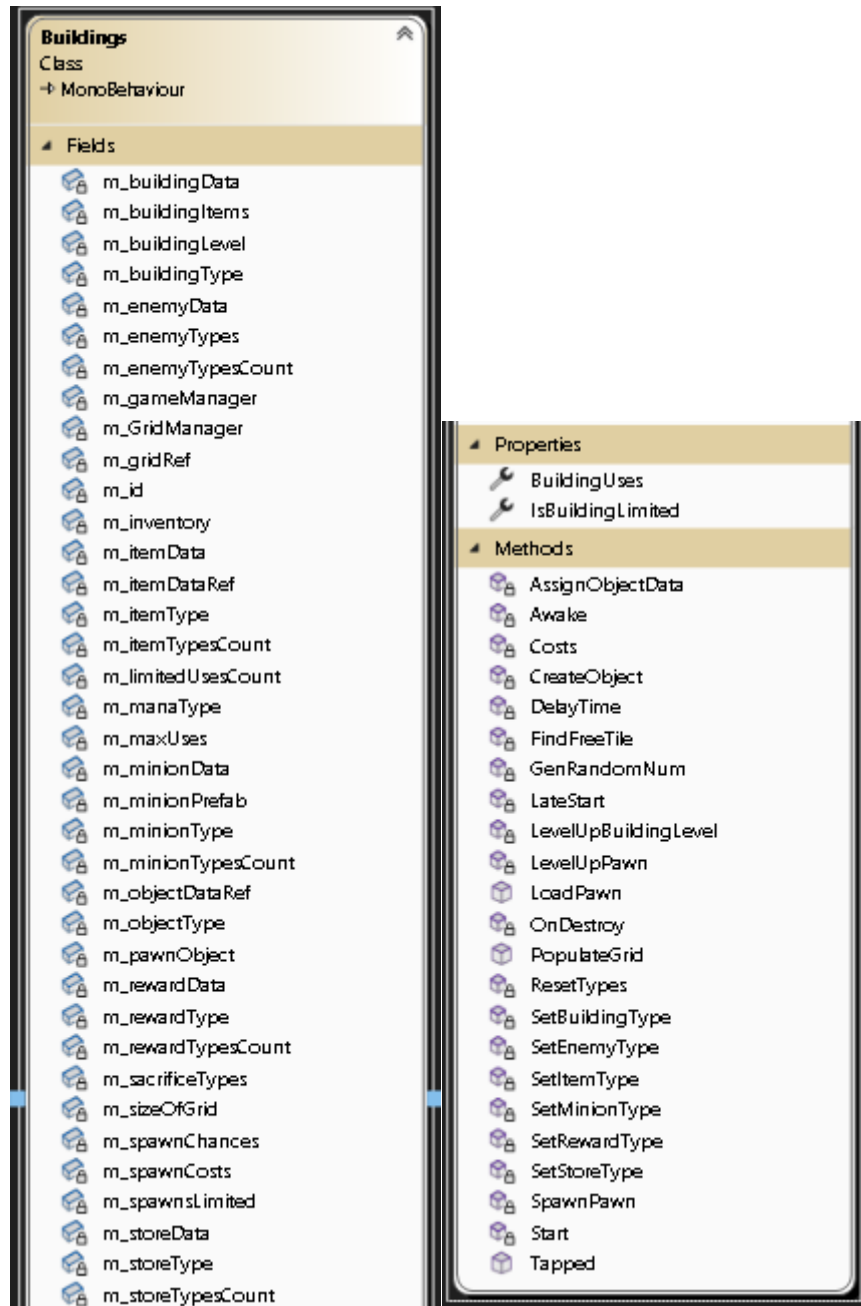 Buildings
Class
MonoBehaviour
Fields
m_buildingData
m_buildingItems
m_buildingLevel
m_buildingType
m_enemyData
m_enemyTypes
m_enemyTypesCount
m_gameManager
m_GridManager
m_gridRef
m_id
m_inventory
m_itemData
m_itemDataRef
m_itemType
m_itemTypesCount
m_limitedUsesCount
m_manaType
m_maxUses
m_minionData
m_minionPrefab
m_minionType
m_minionTypesCount
m_objectDataRef
m_objectType
m_pawnObject
m_rewardData
m_rewardType
m_rewardTypesCount
m_sacrificeTypes
m_sizeOfGrid
m_spawnChances
m_spawnCosts
m_spawnsLimited
m_storeData
m_storeType
m_storeTypesCount
Properties
BuildingUses
IsBuildingLimited
Methods
AssignObjectData
Awake
Costs
CreateObject
DelayTime
FindFreeTile
GenRandomNum
LateStart
LevelUpBuildingLevel
LevelUpPawn
LoadPawn
OnDestroy
PopulateGrid
ResetTypes
SetBuildingType
SetEnemyType
SetItemType
SetMinionType
SetRewardType
SetStoreType
SpawnPawn
Start
Tapped